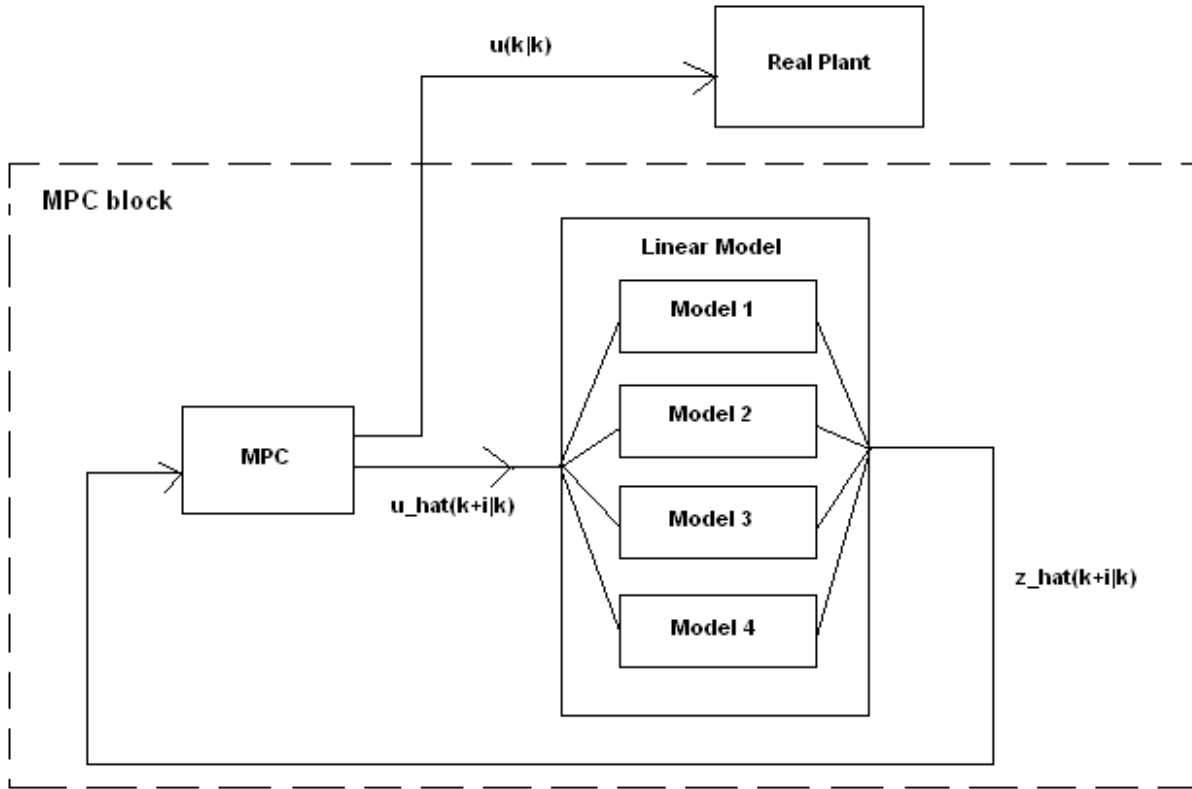 u(k|k)
Real Plant
MPC block
Linear Model
Model 1
Model 2
MPC
u_hat(k+i|k)
Model 3
z_hat(k+i|k)
Model 4